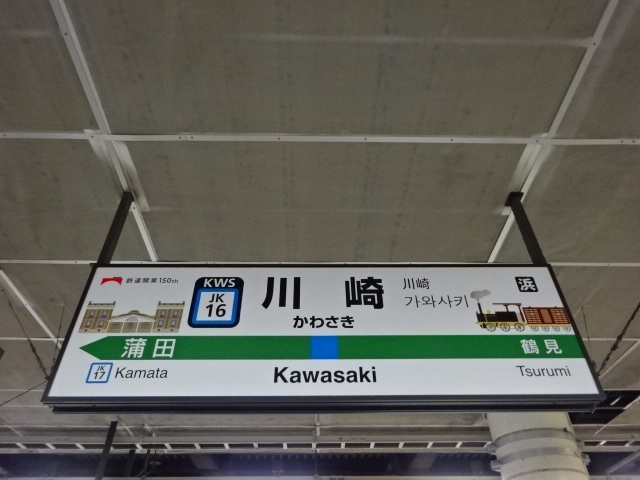 鉄道開業150th
KWS
JK
16
川崎
かわさき
川崎
가와사키
浜
蒲田
鶴見
JK
17
Kamata
Kawasaki
Tsurumi